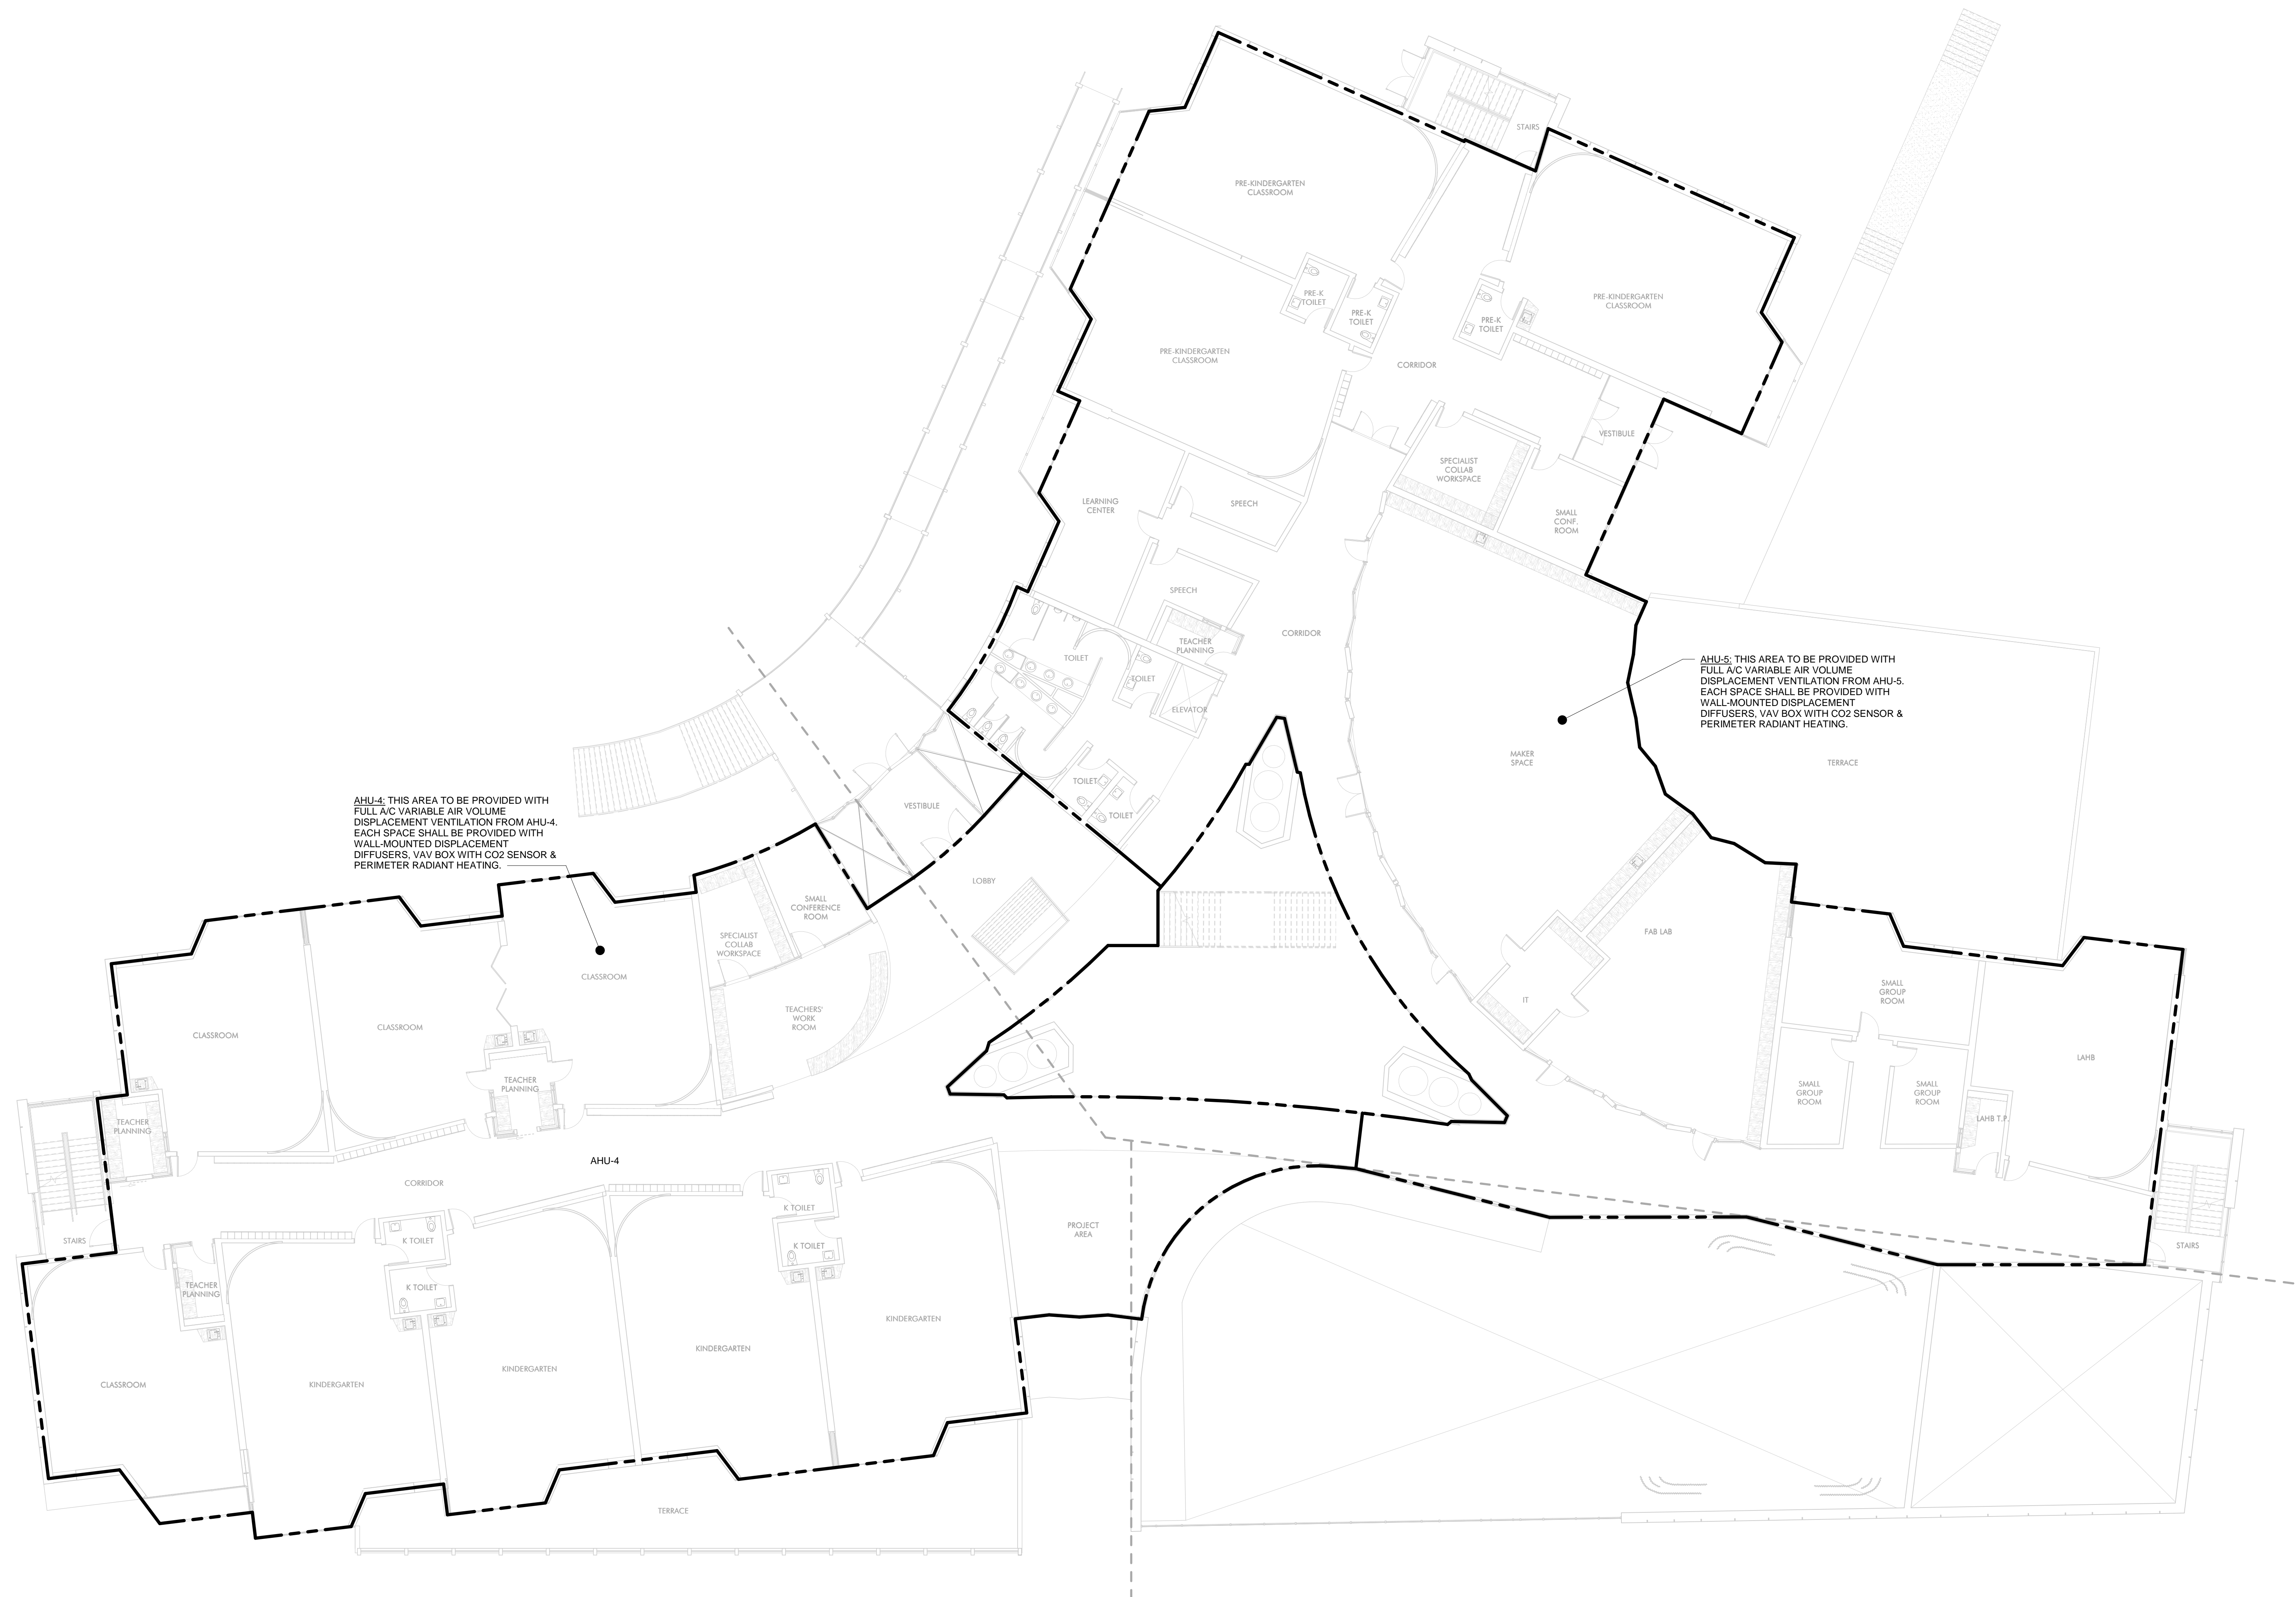 STAIRS
PRE-KINDERGARTEN
CLASSROOM
PRE-K
TOILET
PRE-K
TOILET
PRE-K
TOILET
PRE-KINDERGARTEN
CLASSROOM
PRE-KINDERGARTEN
CLASSROOM
CORRIDOR
VESTIBULE
SPECIALIST
COLLAB
WORKSPACE
LEARNING
CENTER
SPEECH
SMALL
CONF.
ROOM
SPEECH
TEACHER
PLANNING
CORRIDOR
TOILET
TOILET
ELEVATOR
AHU-5: THIS AREA TO BE PROVIDED WITH
FULL A/C VARIABLE AIR VOLUME
DISPLACEMENT VENTILATION FROM AHU-5.
EACH SPACE SHALL BE PROVIDED WITH
WALL-MOUNTED DISPLACEMENT
DIFFUSERS, VAV BOX WITH CO2 SENSOR &
PERIMETER RADIANT HEATING.
MAKER
SPACE
TERRACE
TOILET
TOILET
VESTIBULE
AHU-4: THIS AREA TO BE PROVIDED WITH
FULL A/C VARIABLE AIR VOLUME
DISPLACEMENT VENTILATION FROM AHU-4.
EACH SPACE SHALL BE PROVIDED WITH
WALL-MOUNTED DISPLACEMENT
DIFFUSERS, VAV BOX WITH CO2 SENSOR &
PERIMETER RADIANT HEATING.
LOBBY
SMALL
CONFERENCE
ROOM
SPECIALIST
COLLAB
WORKSPACE
FAB LAB
CLASSROOM
SMALL
GROUP
ROOM
IT
TEACHERS'
WORK
ROOM
CLASSROOM
CLASSROOM
LAHB
TEACHER
PLANNING
SMALL
GROUP
ROOM
SMALL
GROUP
ROOM
LAHB T.P.
TEACHER
PLANNING
AHU-4
CORRIDOR
K TOILET
PROJECT
AREA
STAIRS
K TOILET
K TOILET
STAIRS
TEACHER
PLANNING
K TOILET
KINDERGARTEN
KINDERGARTEN
KINDERGARTEN
CLASSROOM
KINDERGARTEN
TERRACE